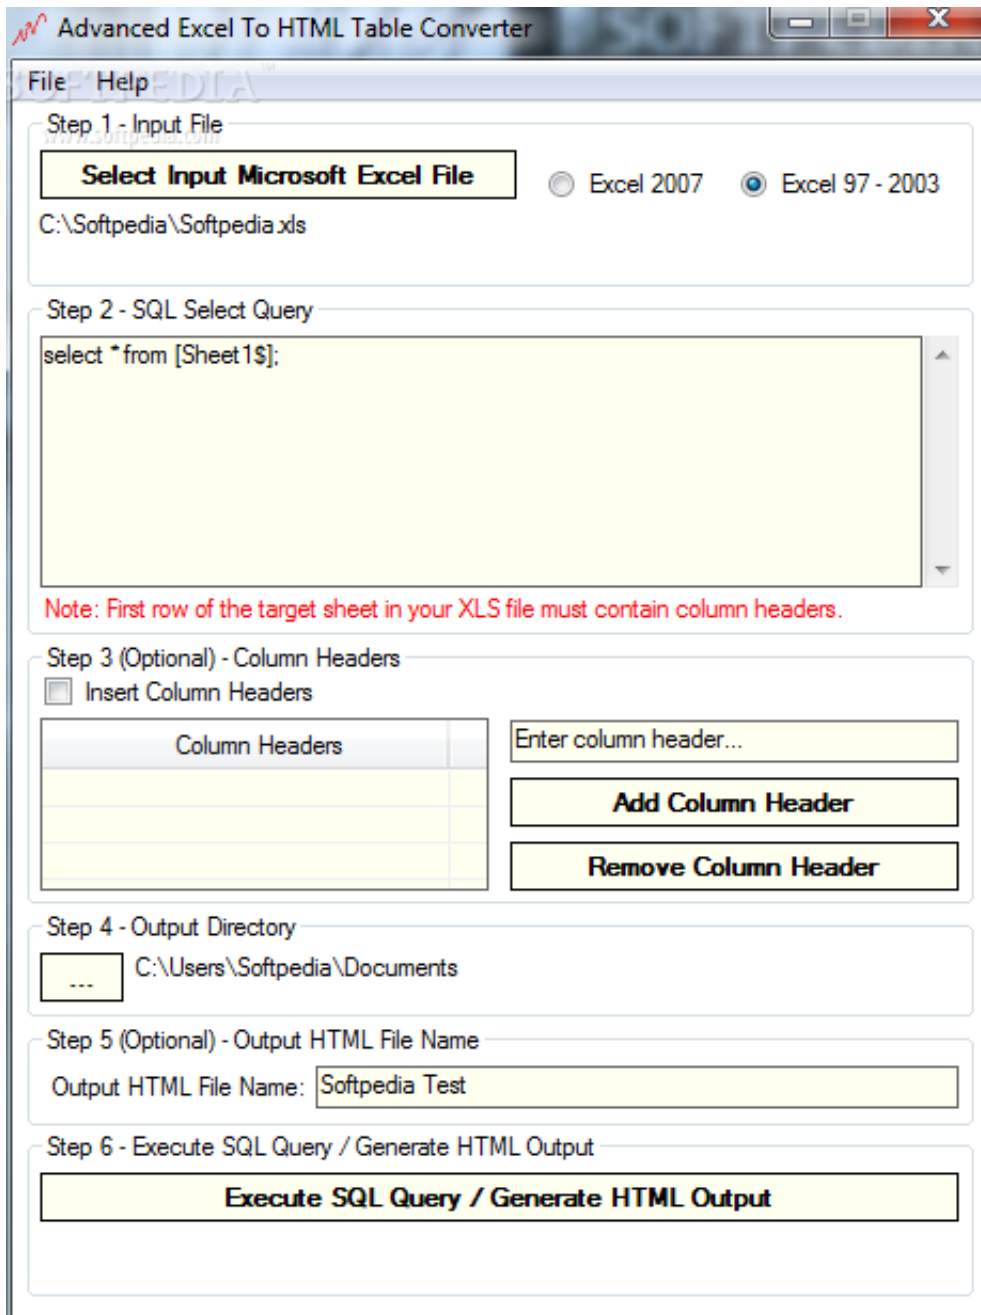 Advanced Excel To HTML Table Converter
File Help
SOFTPEDIA™
Step 1 - Input File
www.softpedia.com
Select Input Microsoft Excel File
Excel 2007
Excel 97 - 2003
C:\Softpedia\Softpedia.xls
Step 2 - SQL Select Query
select * from [Sheet1$];
Note: First row of the target sheet in your XLS file must contain column headers.
Step 3 (Optional) - Column Headers
Insert Column Headers
Column Headers
Enter column header...
Add Column Header
Remove Column Header
Step 4 - Output Directory
...
C:\Users\Softpedia\Documents
Step 5 (Optional) - Output HTML File Name
Output HTML File Name: Softpedia Test
Step 6 - Execute SQL Query / Generate HTML Output
Execute SQL Query / Generate HTML Output